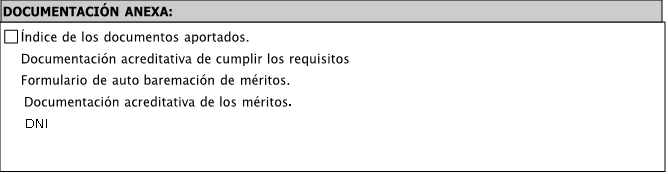 DOCUMENTACIÓN ANEXA:
Índice de los documentos aportados.
Documentación acreditativa de cumplir los requisitos
Formulario de auto baremación de méritos.
Documentación acreditativa de los méritos.
DNI